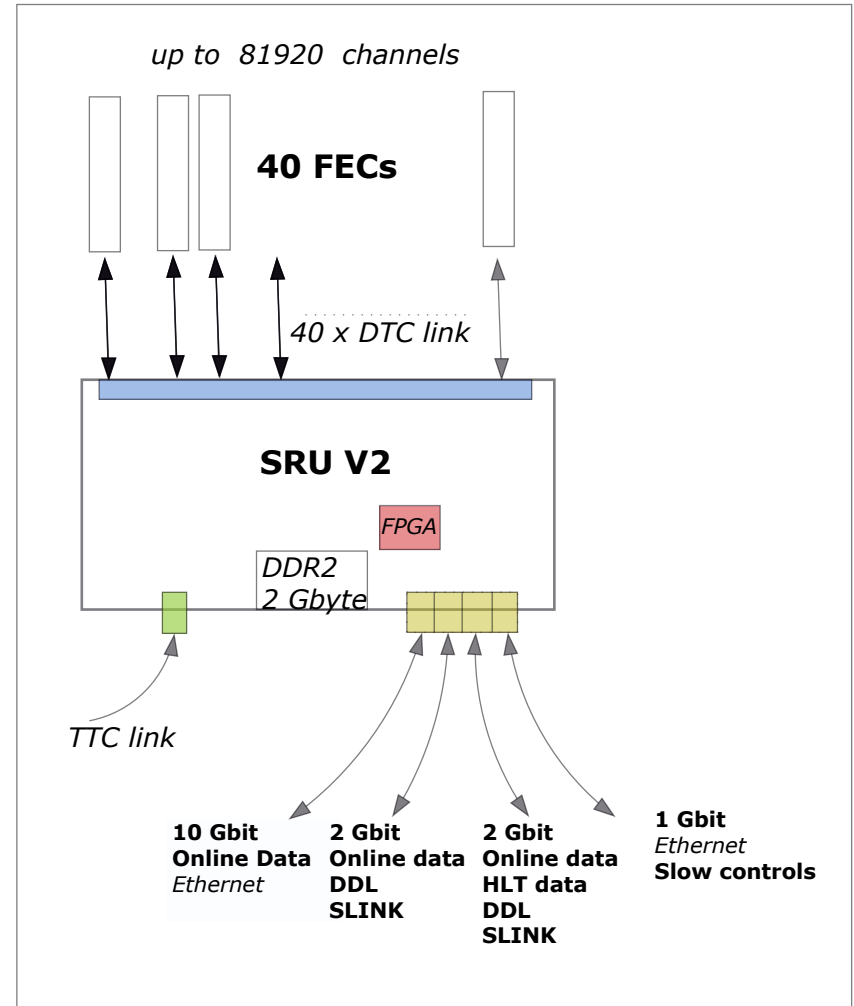 up to 81920 channels
40 FECs
40 x DTC link
SRU V2
FPGA
DDR2
2 Gbyte
TTC link
10 Gbit
Online Data
Ethernet
2 Gbit
Online data
DDL
SLINK
2 Gbit
Online data
HLT data
DDL
SLINK
1 Gbit
Ethernet
Slow controls